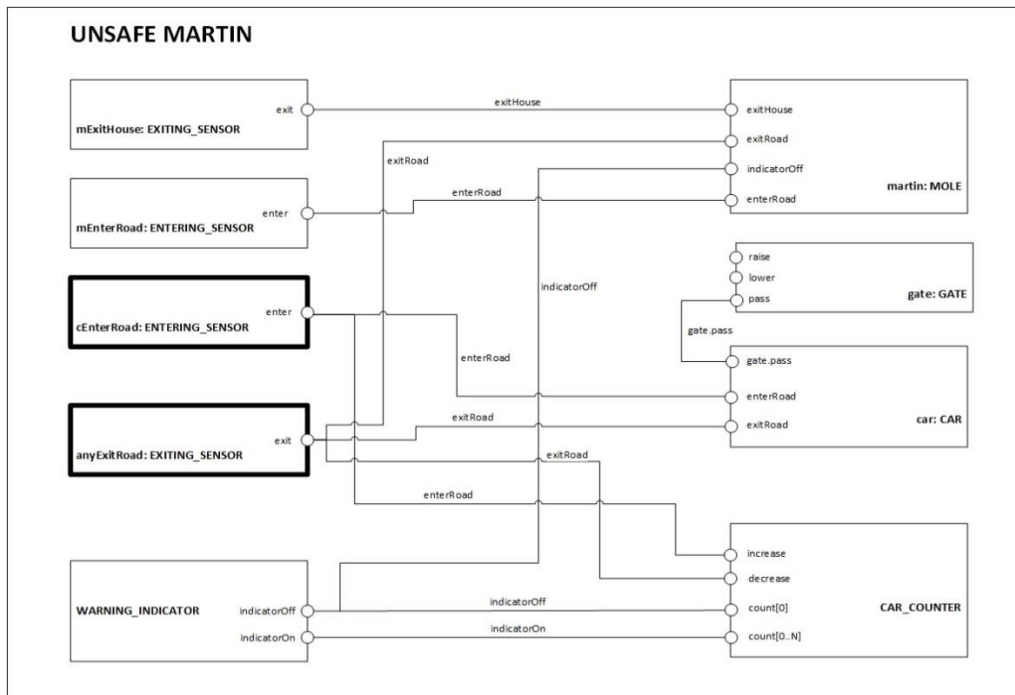 UNSAFE MARTIN
exit
mExitHouse: EXITING_SENSOR
exitHouse
exitHouse
exitRoad
indicatorOff
enterRoad
martin: MOLE
exitRoad
enterRoad
enter
mEnterRoad: ENTERING_SENSOR
raise
lower
pass
gate: GATE
indicatorOff
enter
cEnterRoad: ENTERING_SENSOR
gate.pass
gate.pass
enterRoad
exitRoad
car: CAR
enterRoad
exitRoad
exit
anyExitRoad: EXITING_SENSOR
exitRoad
enterRoad
increase
decrease
count[0]
count[0..N]
CAR_COUNTER
WARNING_INDICATOR
indicatorOff
indicatorOn
indicatorOff
indicatorOn